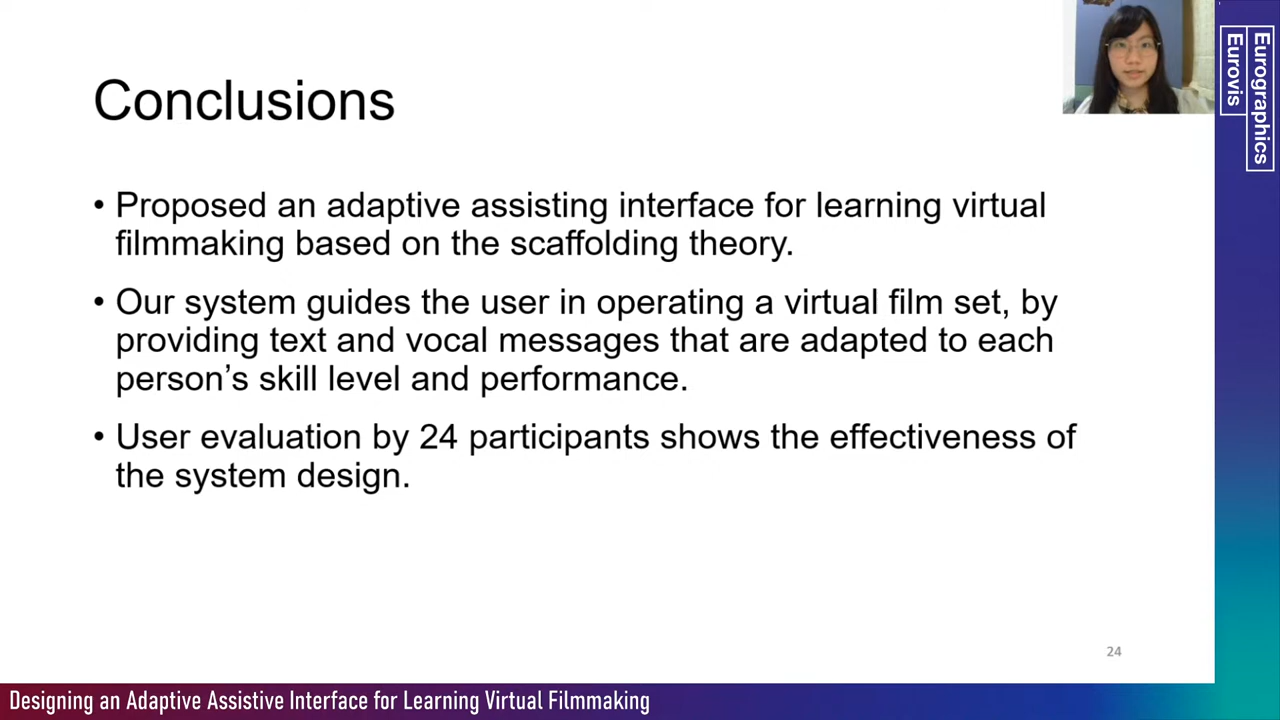 Conclusions
• Proposed an adaptive assisting interface for learning virtual
filmmaking based on the scaffolding theory.
• Our system guides the user in operating a virtual film set, by
providing text and vocal messages that are adapted to each
person’s skill level and performance.
• User evaluation by 24 participants shows the effectiveness of
the system design.
24
Designing an Adaptive Assistive Interface for Learning Virtual Filmmaking
Eurographics
Eurovis